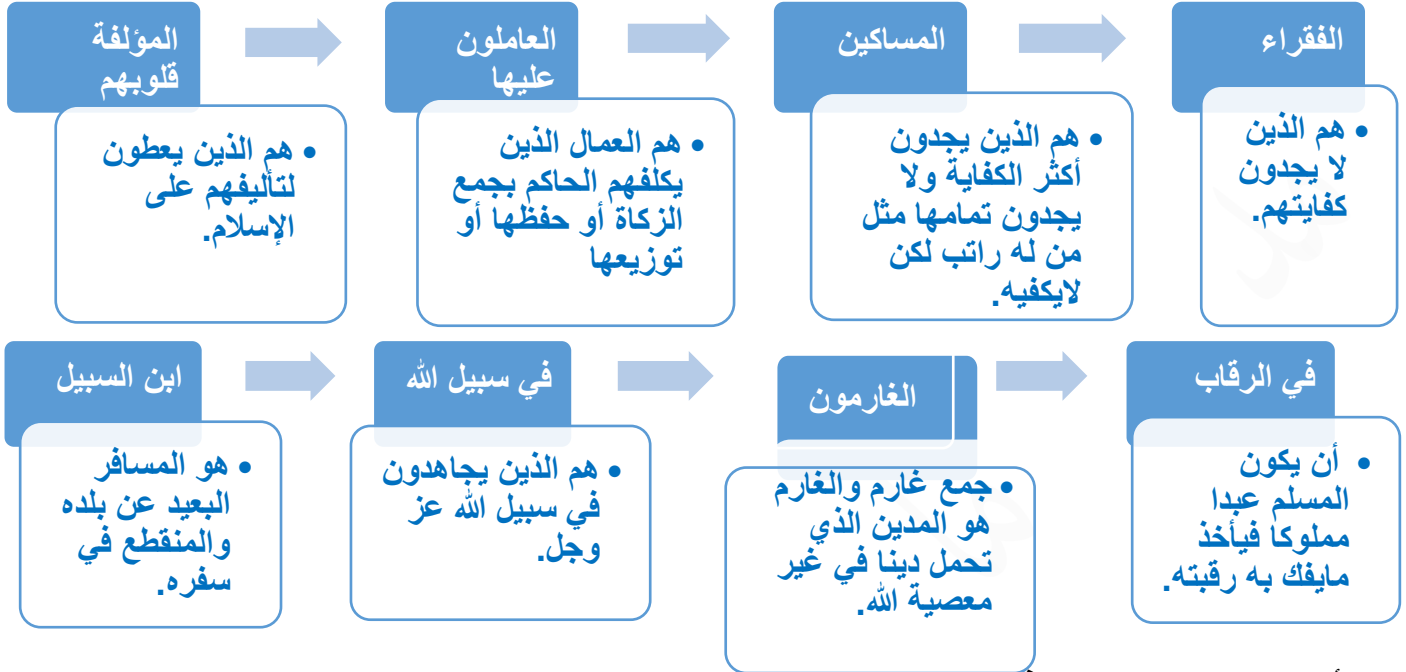 الفقراء
• هم الذين
لا يجدون
كفايتهم.
المساكين
• هم الذين يجدون
أكثر الكفاية ولا
يجدون تمامها مثل
من له راتب لكن
لايكفيه.
العاملون
عليها
• هم العمال الذين
يكلفهم الحاكم بجمع
الزكاة أو حفظها أو
توزيعها
المؤلفة
قلوبهم
• هم الذين يعطون
لتأليفهم على
الإسلام.
في الرقاب
• أن يكون
المسلم عبدا
مملوكا فيأخذ
مايفك به رقبته.
الغارمون
• جمع غارم والغارم
هو المدين الذي
تحمل دينا في غير
معصية الله.
في سبيل الله
• هم الذين يجاهدون
في سبيل الله عز
وجل.
ابن السبيل
• هو المسافر
البعيد عن بلده
والمنقطع في
سفره.